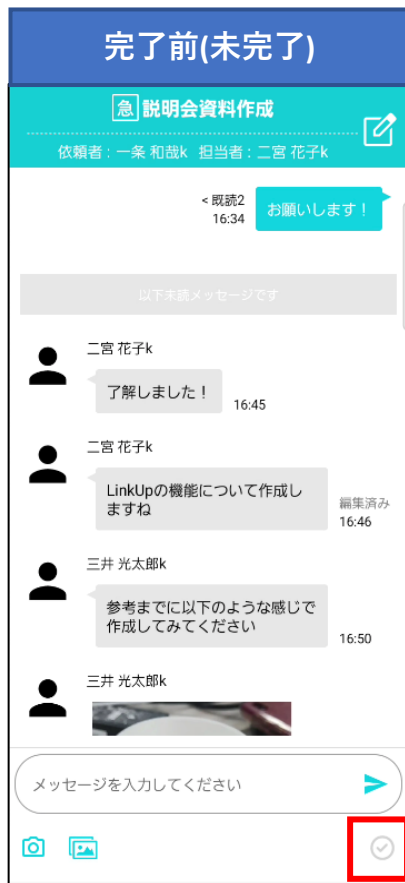 完了前(未完了)
急 説明会資料作成
依頼者：一条 和哉k 担当者：二宮 花子k
< 既読2
16:34
お願いします！
以下未読メッセージです
二宮 花子k
了解しました！
16:45
二宮 花子k
LinkUpの機能について作成し
ますね
編集済み
16:46
三井 光太郎k
参考までに以下のような感じで
作成してみてください
16:50
三井 光太郎k
メッセージを入力してください